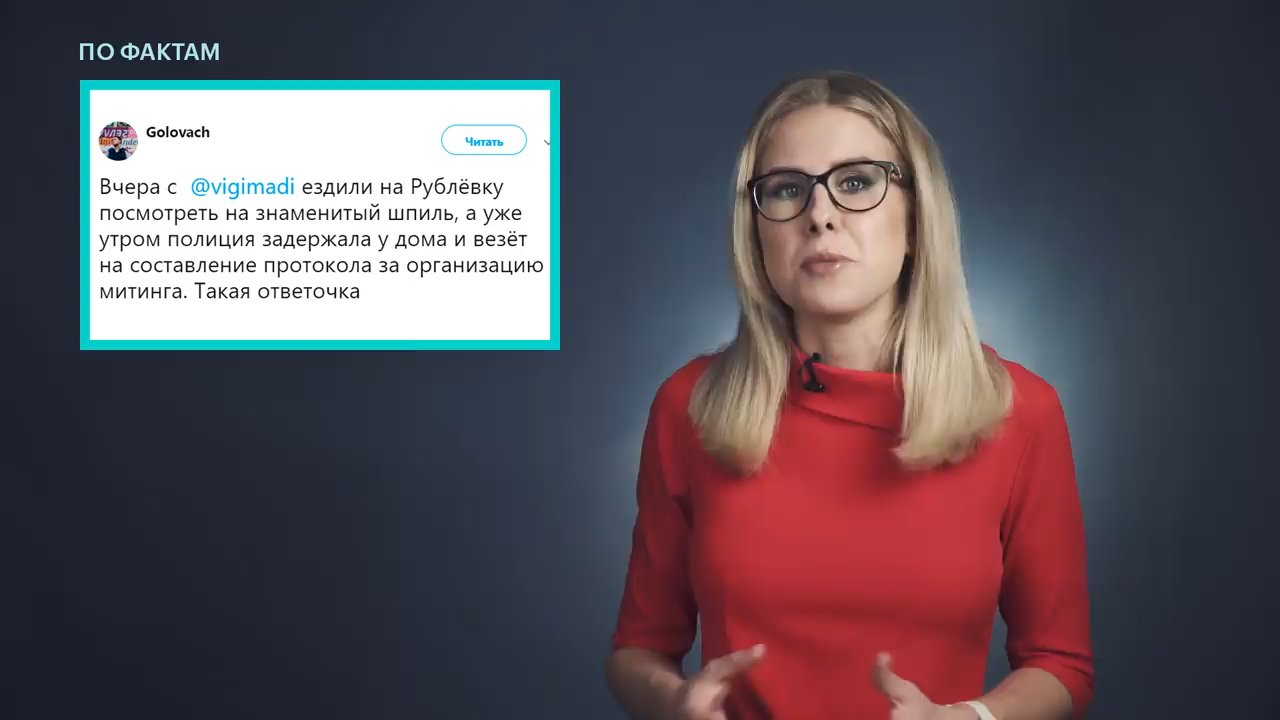 ПО ФАКТАМ
Golovach
Читать
Вчера с @vigimadi ездили на Рублёвку
посмотреть на знаменитый шпиль, а уже
утром полиция задержала у дома и везёт
на составление протокола за организацию
митинга. Такая ответочка